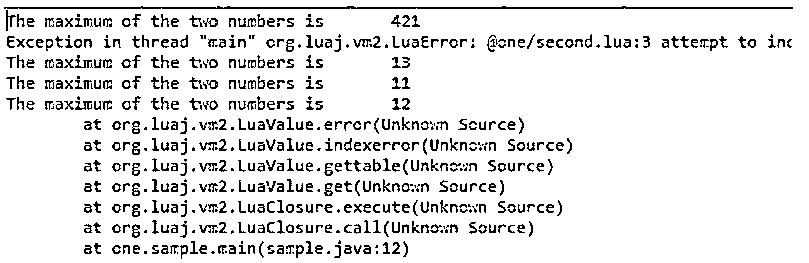 The maximum of the two numbers is 421
Exception in thread "main" org.luaj.vm2.LuaError: @one/second.lua:3 attempt to ind
The maximum of the two numbers is 13
The maximum of the two numbers is 11
The maximum of the two numbers is 12
at org.luaj.vm2.LuaValue.error(Unknown Source)
at org.luaj.vm2.LuaValue.indexerror(Unknown Source)
at org.luaj.vm2.LuaValue.gettable(Unknown Source)
at org.luaj.vm2.LuaValue.get(Unknown Source)
at org.luaj.vm2.LuaClosure.execute(Unknown Source)
at org.luaj.vm2.LuaClosure.call(Unknown Source)
at one.sample.main(sample.java:12)